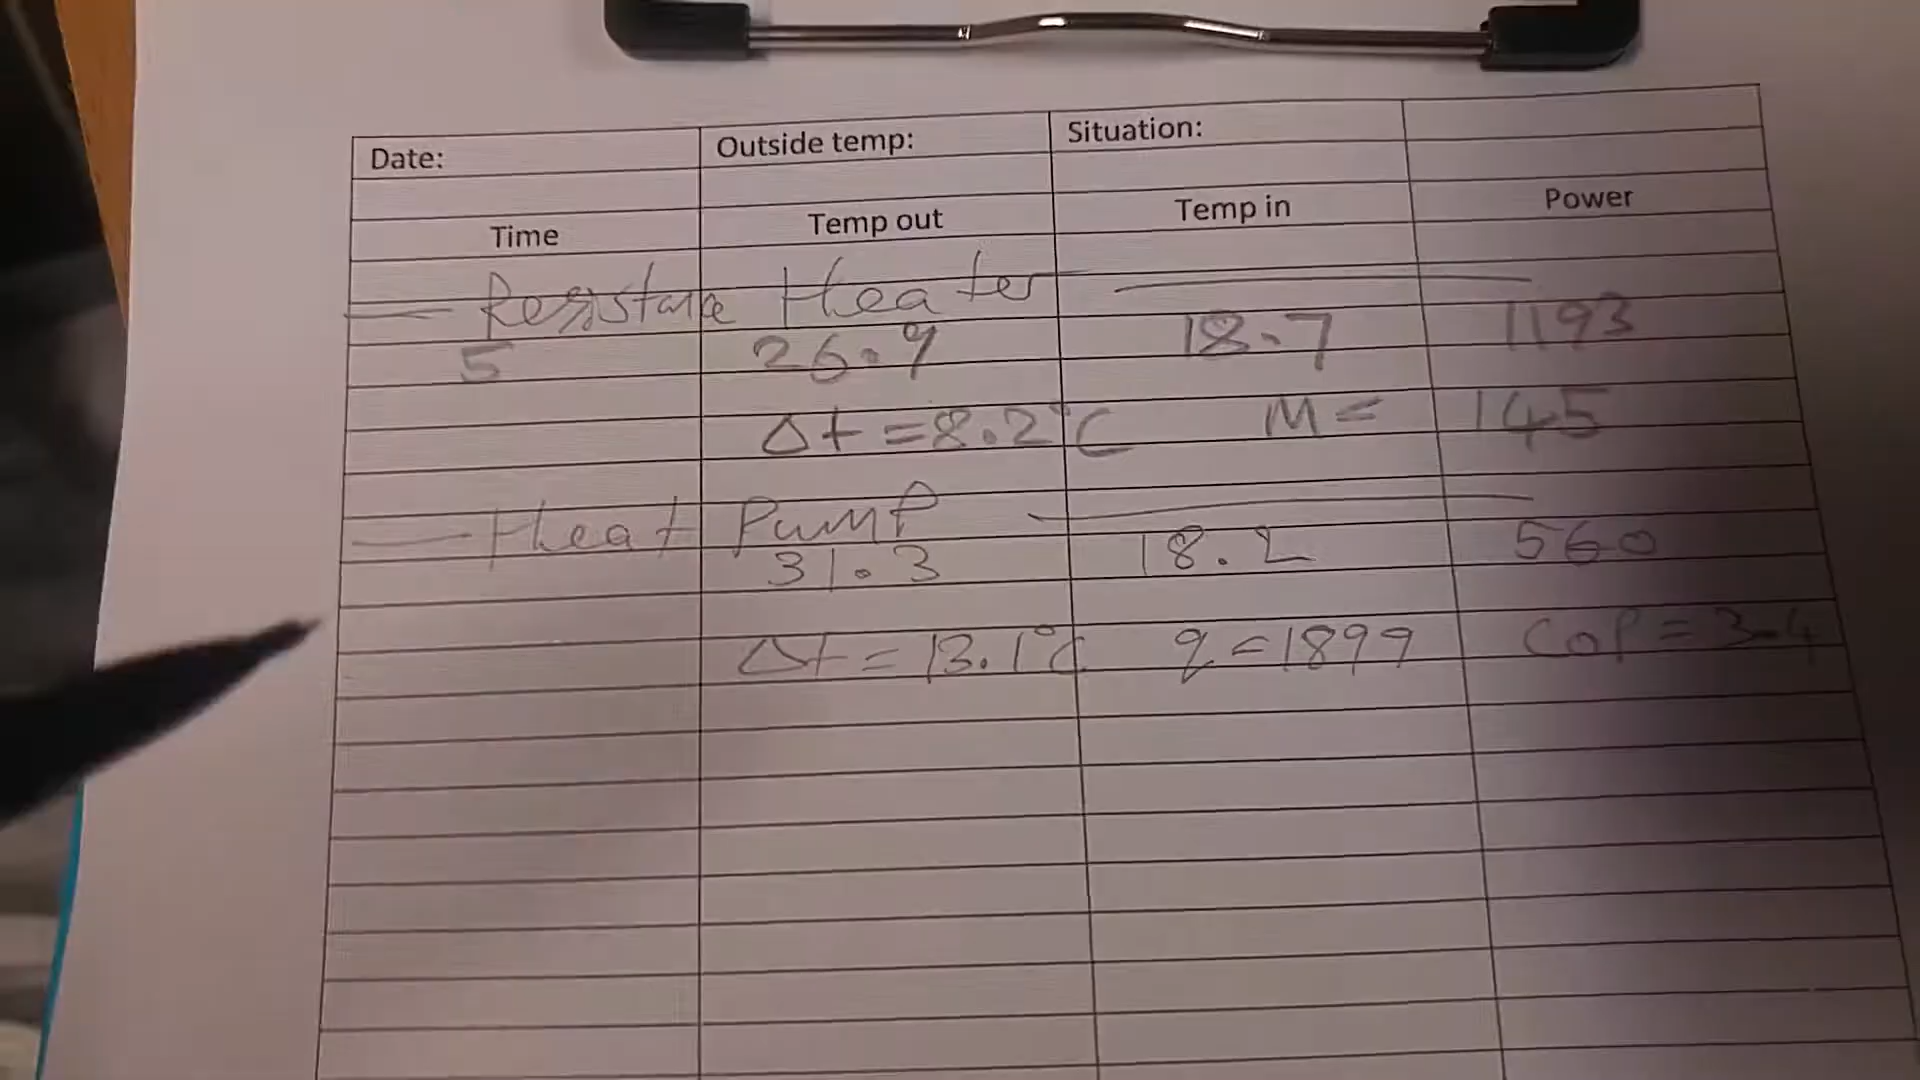 Date: Outside temp: Situation:
Time Temp out Temp in Power
Resistance Heater
5 26.9 18.7 1193
Δt = 8.2°C M = 145
Heat Pump
31.3 18.2 560
Δt = 13.1°C q = 1899 COP = 3.4